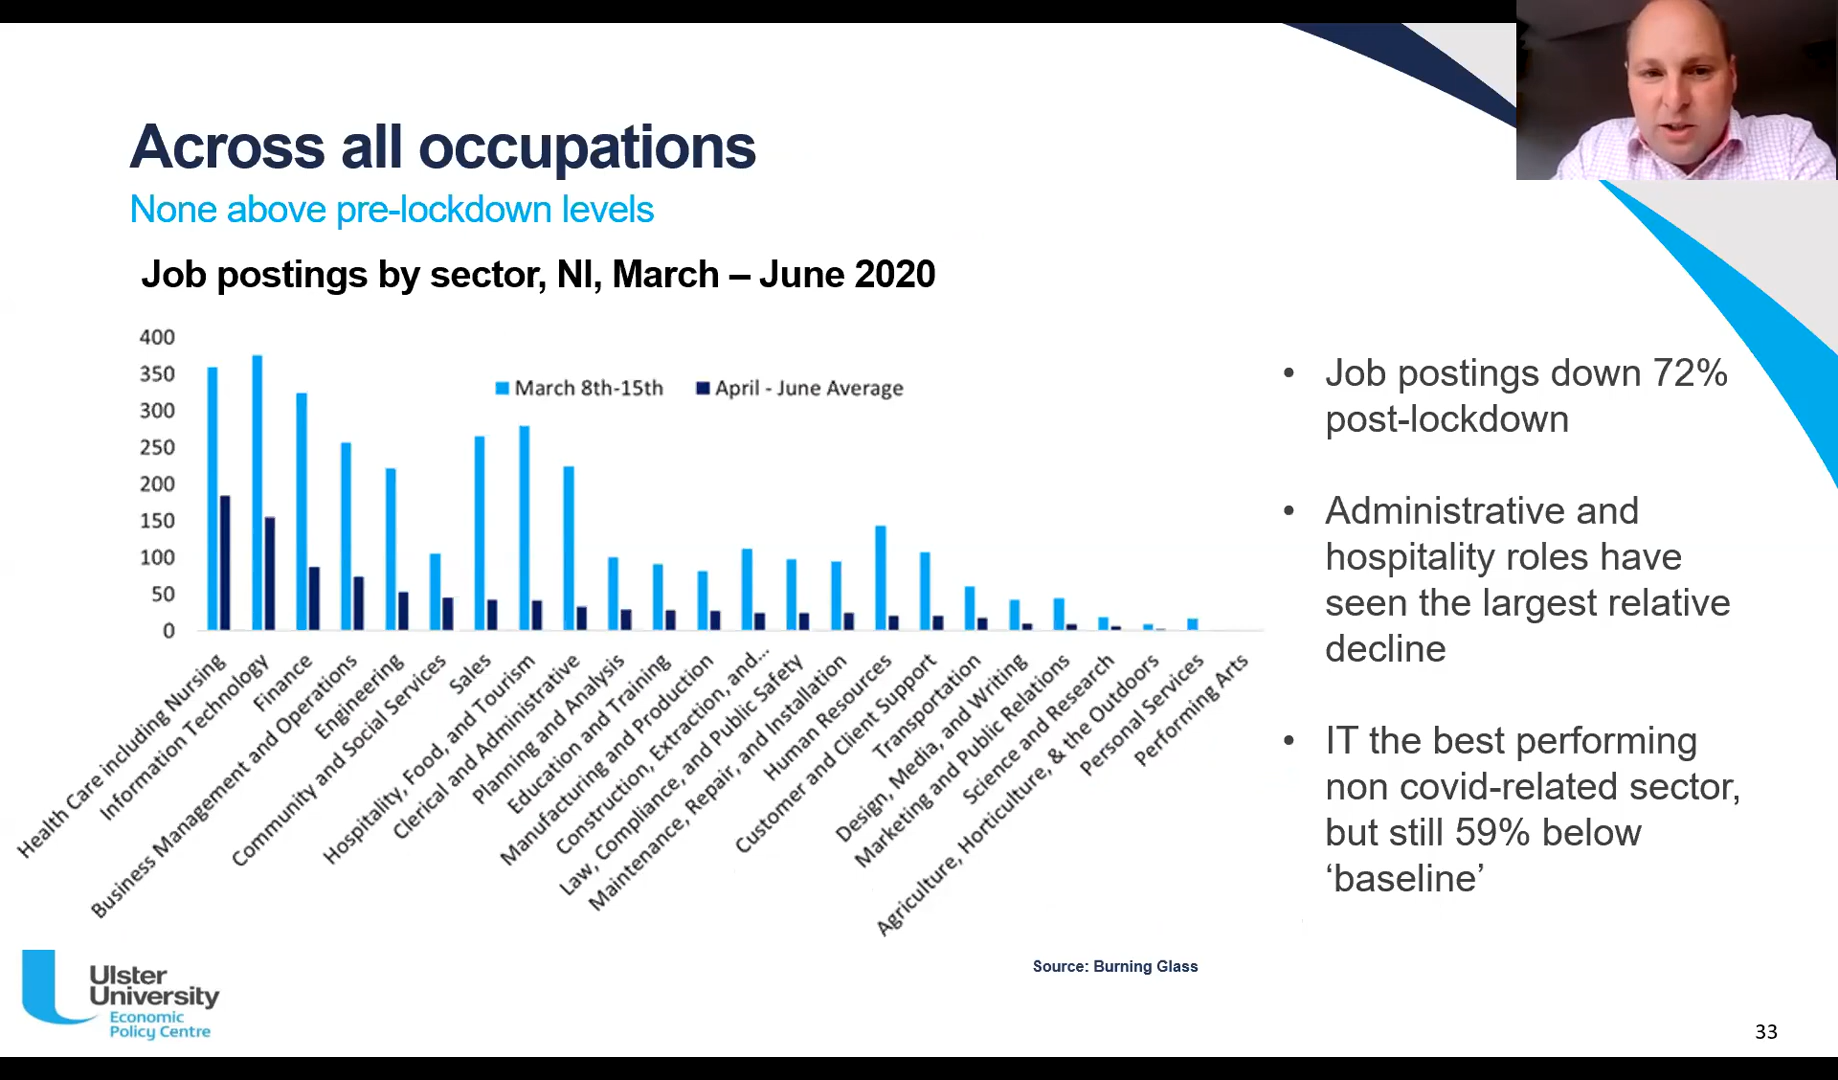 Across all occupations
None above pre-lockdown levels
Job postings by sector, NI, March – June 2020
400
350
300
250
200
150
100
50
0
March 8th-15th
April - June Average
Health Care including Nursing
Information Technology
Finance
Business Management and Operations
Engineering
Community and Social Services
Sales
Hospitality, Food, and Tourism
Clerical and Administrative
Planning and Analysis
Education and Training
Manufacturing and Production
Construction, Extraction, and...
Law, Compliance, and Public Safety
Maintenance, Repair, and Installation
Human Resources
Customer and Client Support
Transportation
Design, Media, and Writing
Marketing and Public Relations
Science and Research
Agriculture, Horticulture, & the Outdoors
Personal Services
Performing Arts
• Job postings down 72%
post-lockdown
• Administrative and
hospitality roles have
seen the largest relative
decline
• IT the best performing
non covid-related sector,
but still 59% below
‘baseline’
Source: Burning Glass
Ulster
University
Economic
Policy Centre
33